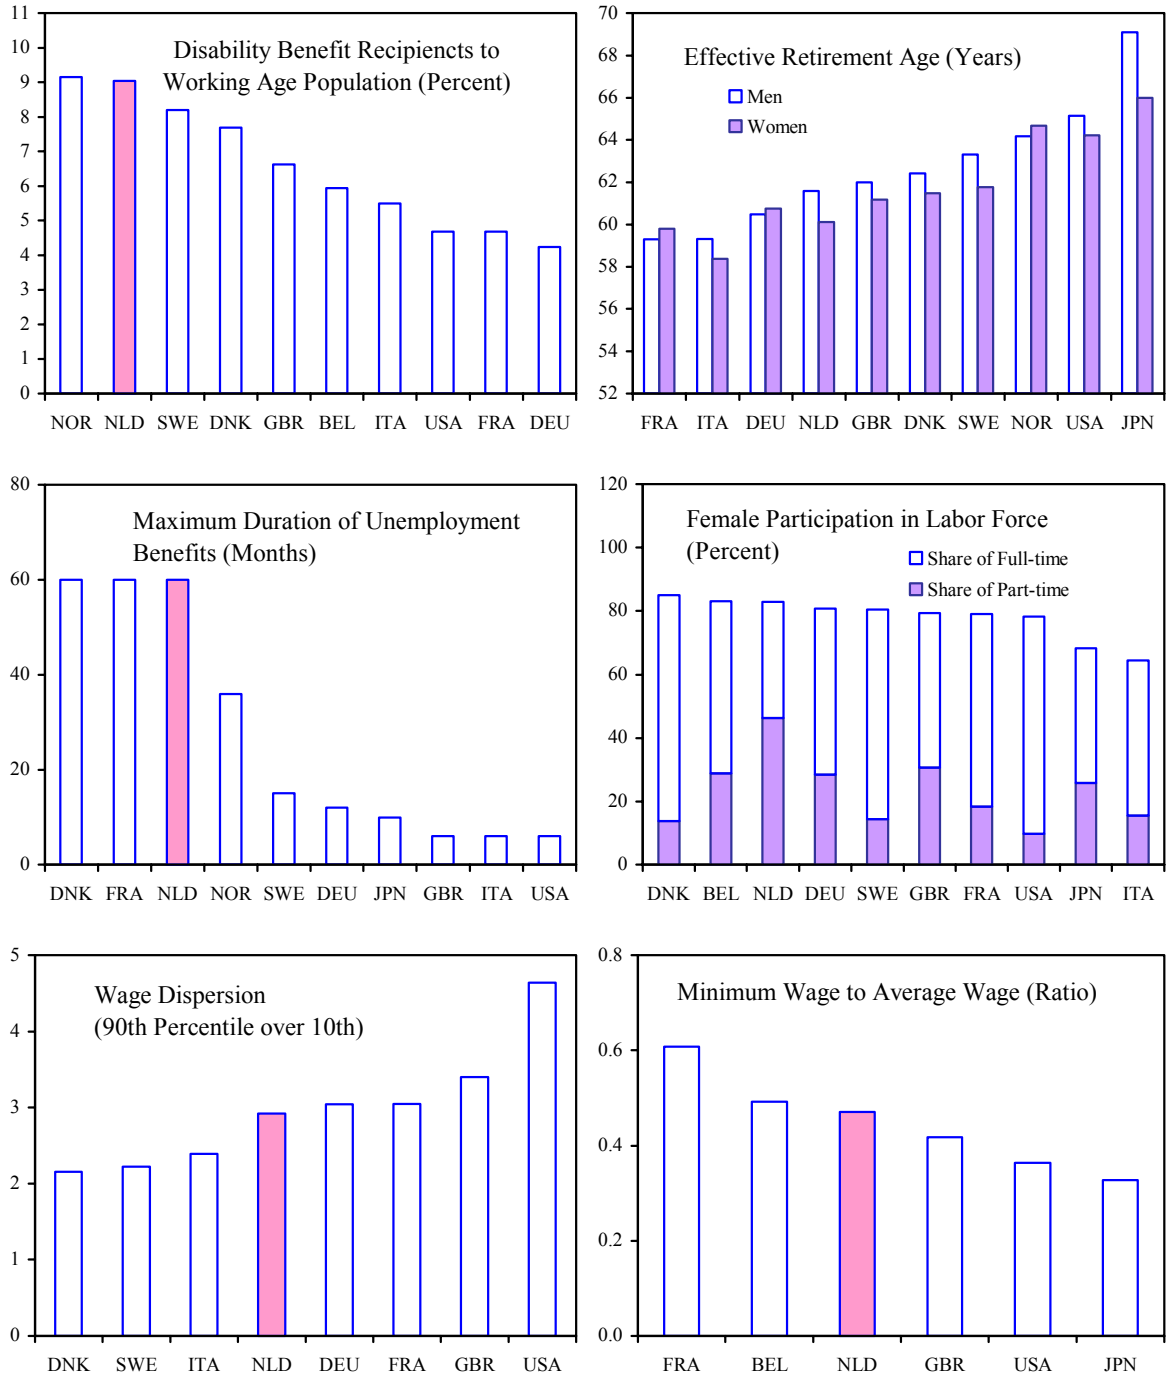 Disability Benefit Recipiencts to
Working Age Population (Percent)
11
10
9
8
7
6
5
4
3
2
1
0
NOR NLD SWE DNK GBR BEL ITA USA FRA DEU
Effective Retirement Age (Years)
Men
Women
70
68
66
64
62
60
58
56
54
52
FRA ITA DEU NLD GBR DNK SWE NOR USA JPN
Maximum Duration of Unemployment
Benefits (Months)
80
60
40
20
0
DNK FRA NLD NOR SWE DEU JPN GBR ITA USA
Female Participation in Labor Force
(Percent)
Share of Full-time
Share of Part-time
120
100
80
60
40
20
0
DNK BEL NLD DEU SWE GBR FRA USA JPN ITA
Wage Dispersion
(90th Percentile over 10th)
5
4
3
2
1
0
DNK SWE ITA NLD DEU FRA GBR USA
Minimum Wage to Average Wage (Ratio)
0.8
0.6
0.4
0.2
0.0
FRA BEL NLD GBR USA JPN